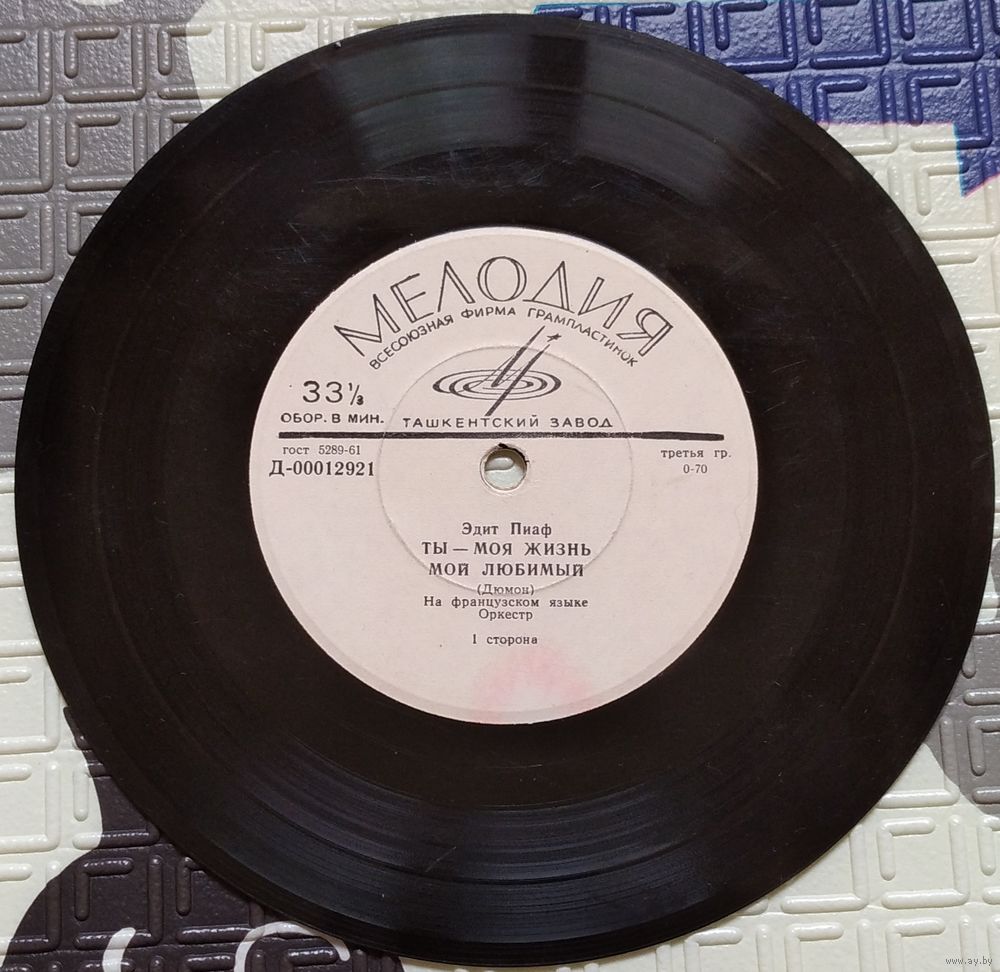 МЕЛОДИЯ
ВСЕСОЮЗНАЯ ФИРМА ГРАМПЛАСТИНОК
33⅓
ОБОР. В МИН.
ТАШКЕНТСКИЙ ЗАВОД
гост 5289-61
Д-00012921
третья гр.
0-70
Эдит Пиаф
ТЫ — МОЯ ЖИЗНЬ
МОЙ ЛЮБИМЫЙ
(Дюмон)
На французском языке
Оркестр
1 сторона
www.ay.by